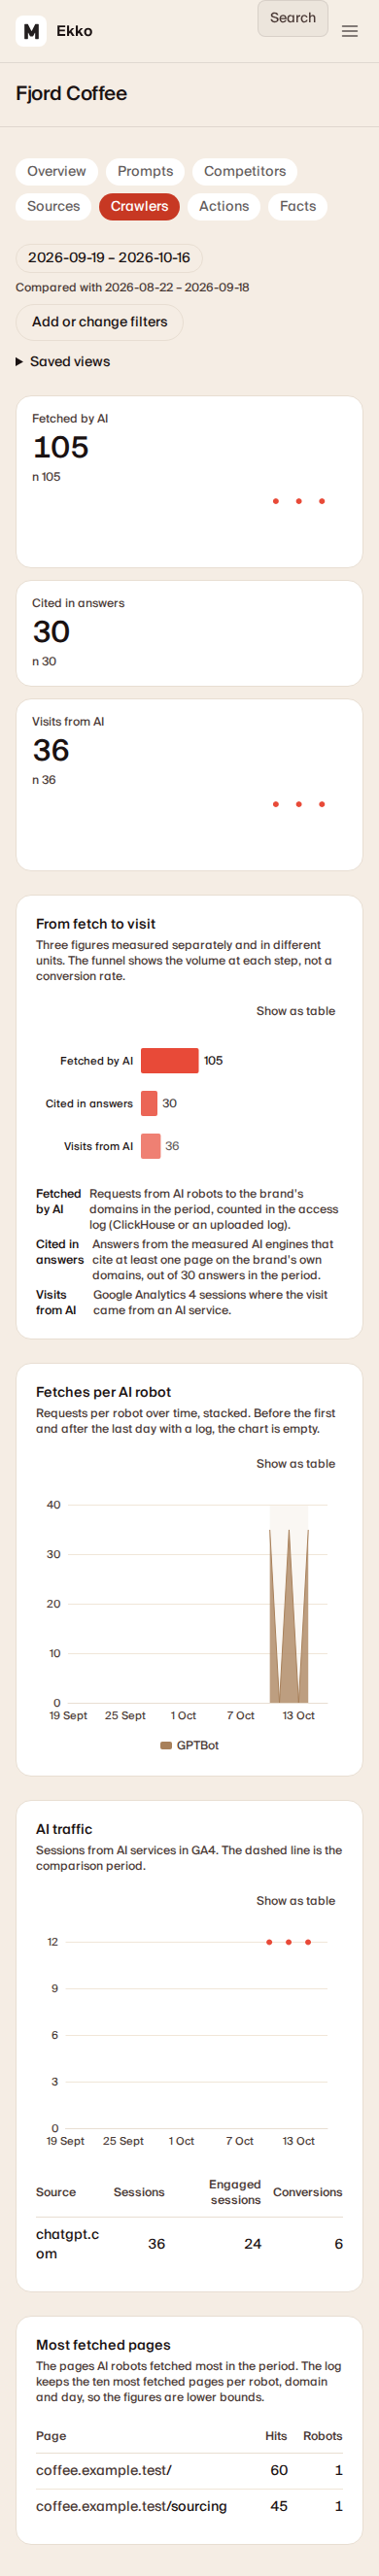 M Ekko
Search
Fjord Coffee
Overview Prompts Competitors
Sources Crawlers Actions Facts
2026-09-19 – 2026-10-16
Compared with 2026-08-22 – 2026-09-18
Add or change filters
Saved views
Fetched by AI
105
n 105
Cited in answers
30
n 30
Visits from AI
36
n 36
From fetch to visit
Three figures measured separately and in different
units. The funnel shows the volume at each step, not a
conversion rate.
Show as table
Fetched by AI 105
Cited in answers 30
Visits from AI 36
Fetched Requests from AI robots to the brand's
by AI domains in the period, counted in the access
log (ClickHouse or an uploaded log).
Cited in Answers from the measured AI engines that
answers cite at least one page on the brand's own
domains, out of 30 answers in the period.
Visits Google Analytics 4 sessions where the visit
from AI came from an AI service.
Fetches per AI robot
Requests per robot over time, stacked. Before the first
and after the last day with a log, the chart is empty.
Show as table
40
30
20
10
0
19 Sept 25 Sept 1 Oct 7 Oct 13 Oct
GPTBot
AI traffic
Sessions from AI services in GA4. The dashed line is the
comparison period.
Show as table
12
9
6
3
0
19 Sept 25 Sept 1 Oct 7 Oct 13 Oct
Source Sessions Engaged sessions Conversions
chatgpt.c
om 36 24 6
Most fetched pages
The pages AI robots fetched most in the period. The log
keeps the ten most fetched pages per robot, domain
and day, so the figures are lower bounds.
Page Hits Robots
coffee.example.test/ 60 1
coffee.example.test/sourcing 45 1